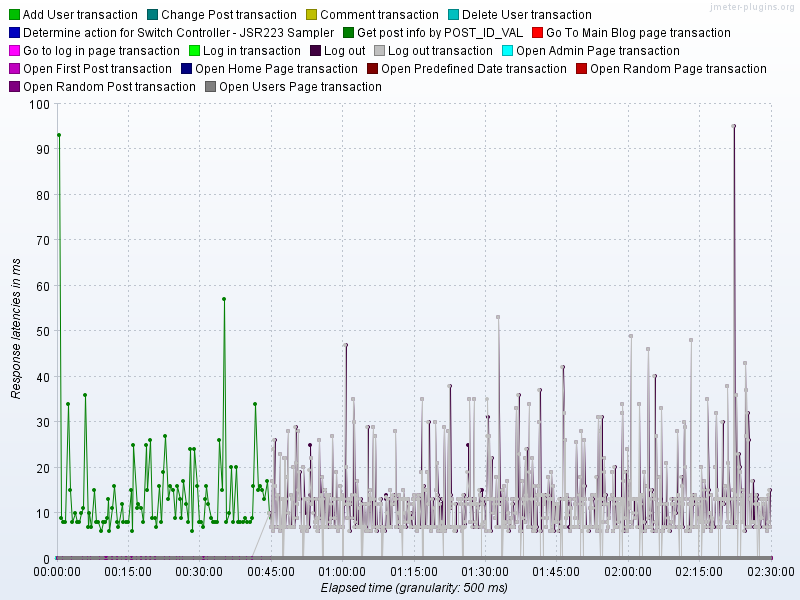 jmeter-plugins.org
Add User transaction Change Post transaction Comment transaction Delete User transaction
Determine action for Switch Controller - JSR223 Sampler Get post info by POST_ID_VAL Go To Main Blog page transaction
Go to log in page transaction Log in transaction Log out Log out transaction Open Admin Page transaction
Open First Post transaction Open Home Page transaction Open Predefined Date transaction Open Random Page transaction
Open Random Post transaction Open Users Page transaction
100
90
80
70
60
50
40
30
20
10
0
Response latencies in ms
00:00:00 00:15:00 00:30:00 00:45:00 01:00:00 01:15:00 01:30:00 01:45:00 02:00:00 02:15:00 02:30:00
Elapsed time (granularity: 500 ms)